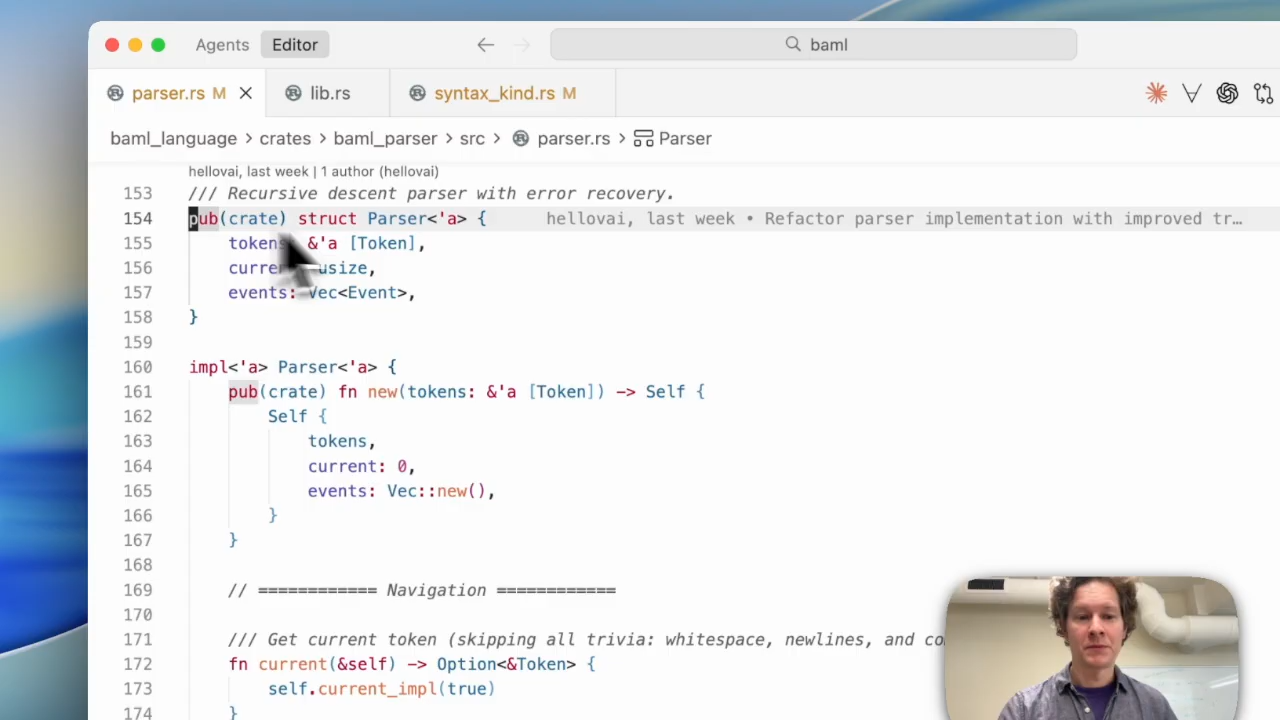 Agents Editor baml
parser.rs M lib.rs syntax_kind.rs M
baml_language > crates > baml_parser > src > parser.rs > Parser
hellovai, last week | 1 author (hellovai)
153 /// Recursive descent parser with error recovery.
154 pub(crate) struct Parser<'a> { hellovai, last week • Refactor parser implementation with improved tr…
155 tokens &'a [Token],
156 usize,
157 events: Vec<Event>,
158 }
159
160 impl<'a> Parser<'a> {
161 pub(crate) fn new(tokens: &'a [Token]) -> Self {
162 Self {
163 tokens,
164 current: 0,
165 events: Vec::new(),
166 }
167 }
168
169 // ============ Navigation ============
170
171 /// Get current token (skipping all trivia: whitespace, newlines, and
172 fn current(&self) -> Option<&Token> {
173 self.current_impl(true)
174 }